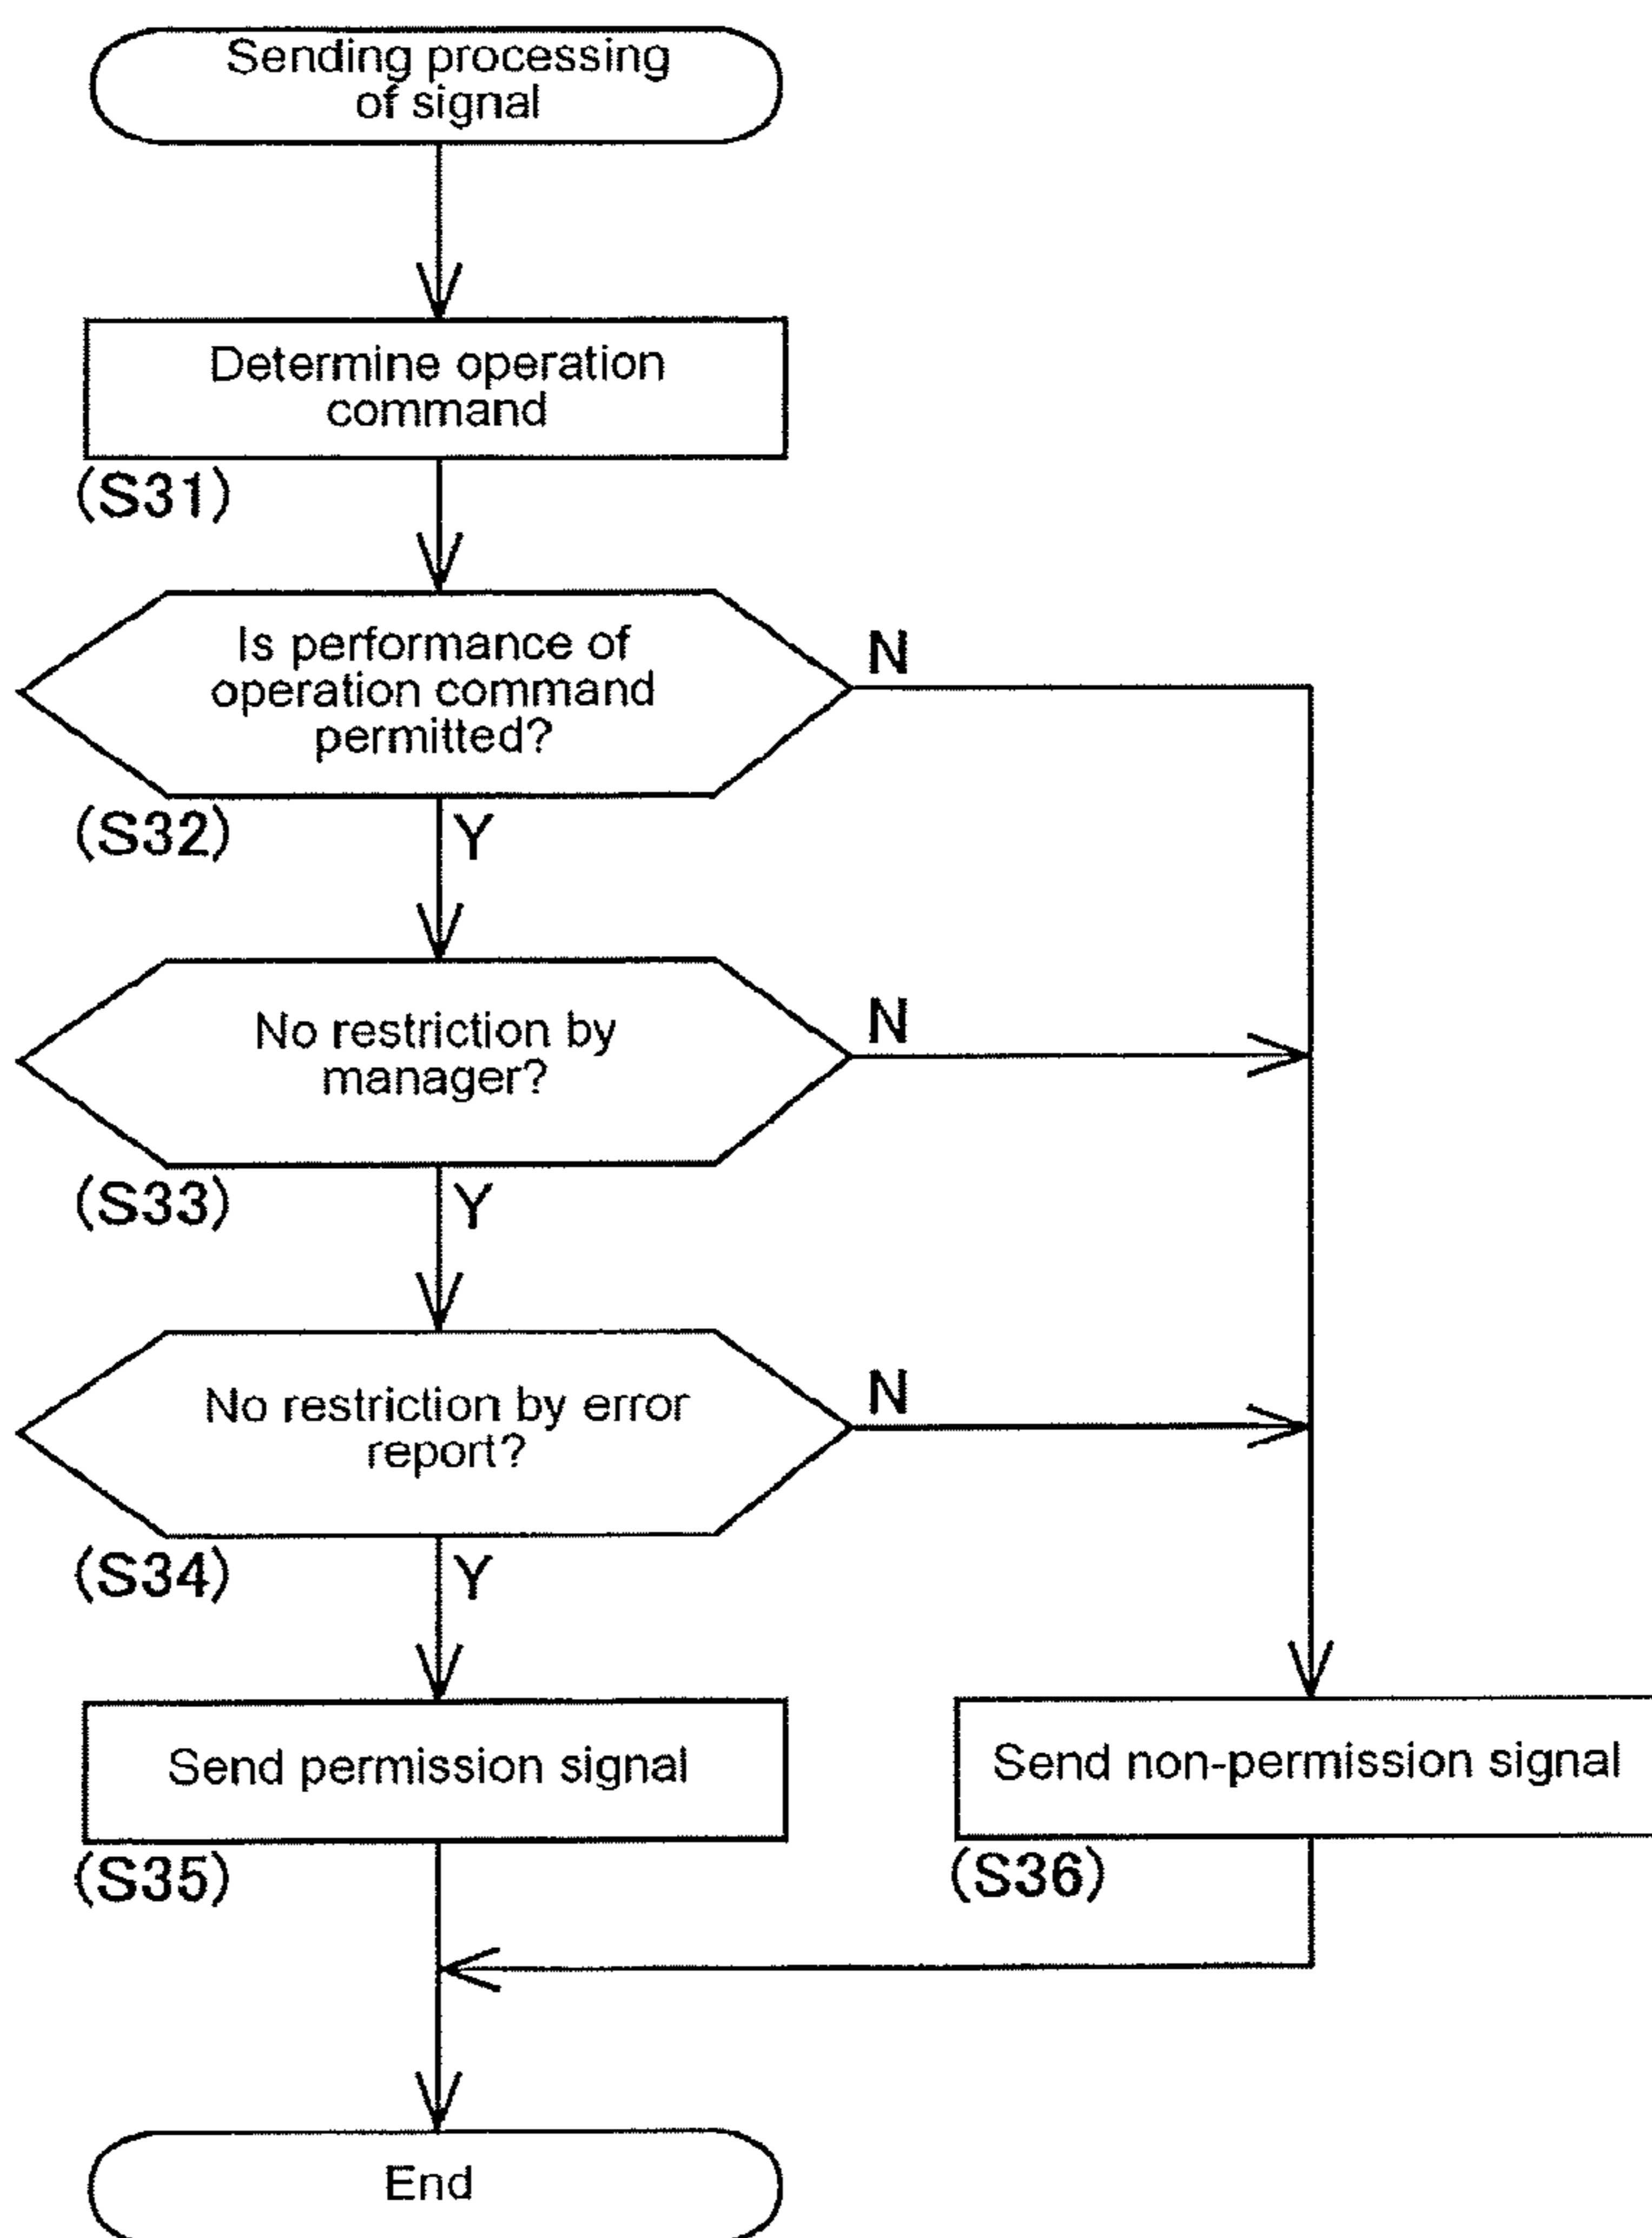 Sending processing
of signal
Determine operation
command
(S31)
Is performance of
operation command
permitted?
N
(S32)
Y
No restriction by
manager?
N
(S33)
Y
No restriction by error
report?
N
(S34)
Y
Send permission signal
Send non-permission signal
(S35)
(S36)
End